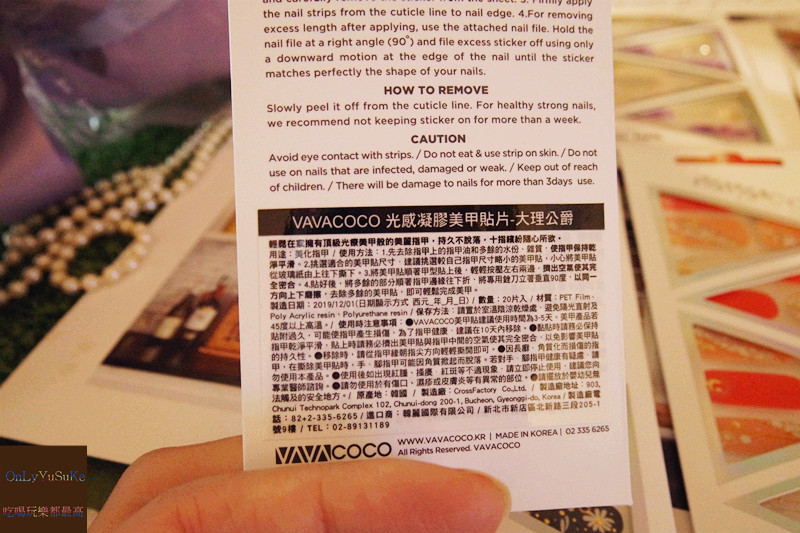 and carefully remove the sticker from the sheet. 3. Firmly apply
the nail strips from the cuticle line to nail edge. 4.For removing
excess length after applying, use the attached nail file. Hold the
nail file at a right angle (90°) and file excess sticker off using only
a downward motion at the edge of the nail until the sticker
matches perfectly the shape of your nails.
HOW TO REMOVE
Slowly peel it off from the cuticle line. For healthy strong nails,
we recommend not keeping sticker on for more than a week.
CAUTION
Avoid eye contact with strips. / Do not eat & use strip on skin. / Do not
use on nails that are infected, damaged or weak. / Keep out of reach
of children. / There will be damage to nails for more than 3days use.
VAVACOCO 光感凝膠美甲貼片-大理公爵
輕鬆在家擁有頂級光療美甲般的美麗指甲，持久不脫落，十指繽紛隨心所欲。
用途：美化指甲 / 使用方法：1.先去除指甲上的指甲油和多餘的水份、雜質，使指甲保持乾
淨平滑。2.挑選適合的美甲貼尺寸，建議挑選較自己指甲尺寸略小的美甲貼，小心將美甲貼
從玻璃紙由上往下撕下。3.將美甲貼順著甲型貼上後，輕輕按壓左右兩邊，擠出空氣使其完
全密合。4.貼好後，將多餘的部分順著指甲邊緣往下折，將專用銼刀立著垂直90度，以同一
方向上下磨擦，去除多餘的美甲貼，即可輕鬆完成美甲。
製造日期：2019/12/01(日期顯示方式 西元_年_月_日) / 數量：20片入 / 材質：PET Film、
Poly Acrylic resin、Polyurethane resin / 保存方法：請置於室溫陰涼乾燥處，避免陽光直射及
45度以上高溫。/ 使用時注意事項：●VAVACOCO美甲貼建議使用時間為3-5天。美甲產品若
貼附過久，可能使指甲產生損傷，為了指甲健康，建議在10天內移除。●黏貼時請務必保持
指甲乾淨平滑，貼上時請務必擠出美甲貼與指甲中間的空氣使其完全密合，以免影響美甲貼
的持久性。●移除時，請從指甲緣朝指尖方向輕輕撕開即可。●因長癬、角質化而損傷的指
甲，在撕除美甲貼時，手、腳指甲可能因角質掀起而脫落。若對手、腳指甲健康有疑慮，請
勿使用本產品。●使用後如出現紅腫、搔癢、紅斑等不適現象，請立即停止使用，建議您向
專業醫師諮詢。●請勿使用於有傷口、濕疹或皮膚炎等有異常的部位。●請擺放於嬰幼兒無
法觸及的安全地方。/ 原產地：韓國 / 製造廠：CrossFactory Co.,Ltd. / 製造廠地址：903,
Chunui Technopark Complex 102, Chunui-dong 200-1, Bucheon, Gyeonggi-do, Korea / 製造廠電
話：82+2-335-6265 / 進口商：韓麗國際有限公司 / 新北市新店區北新路三段205-1
號9樓 / TEL：02-89131189
VAVACOCO
WWW.VAVACOCO.KR | MADE IN KOREA | 02 335 6265
All Rights Reserved. VAVACOCO
OnLyYuSuKe
吃喝玩樂都最高